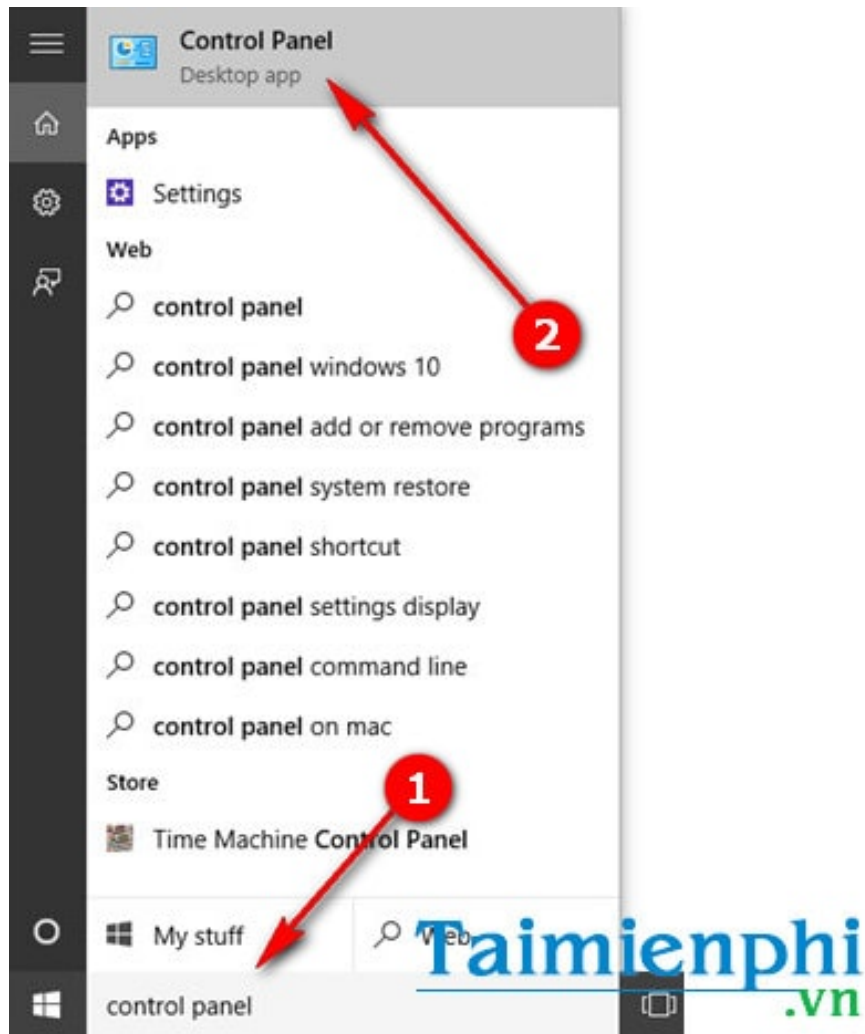 Control Panel
Desktop app
Apps
Settings
Web
control panel
control panel windows 10
control panel add or remove programs
control panel system restore
control panel shortcut
control panel settings display
control panel command line
control panel on mac
Store
Time Machine Control Panel
My stuff
Web
control panel
1
2
Taimienphi
.vn